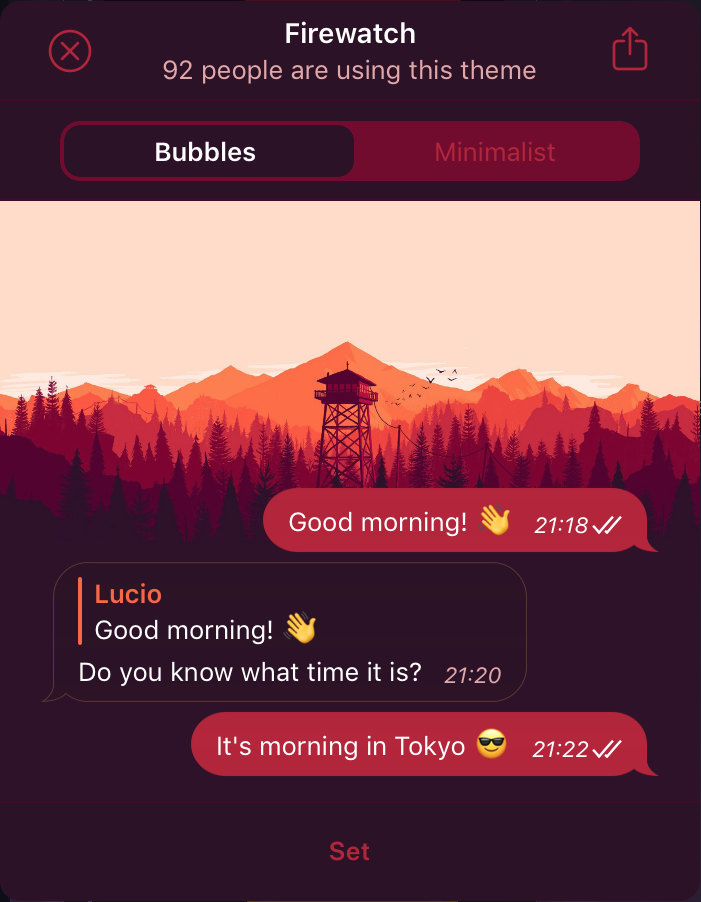 Firewatch
92 people are using this theme
Bubbles Minimalist
Good morning! 👋 21:18
Lucio
Good morning! 👋
Do you know what time it is? 21:20
It's morning in Tokyo 😎 21:22
Set